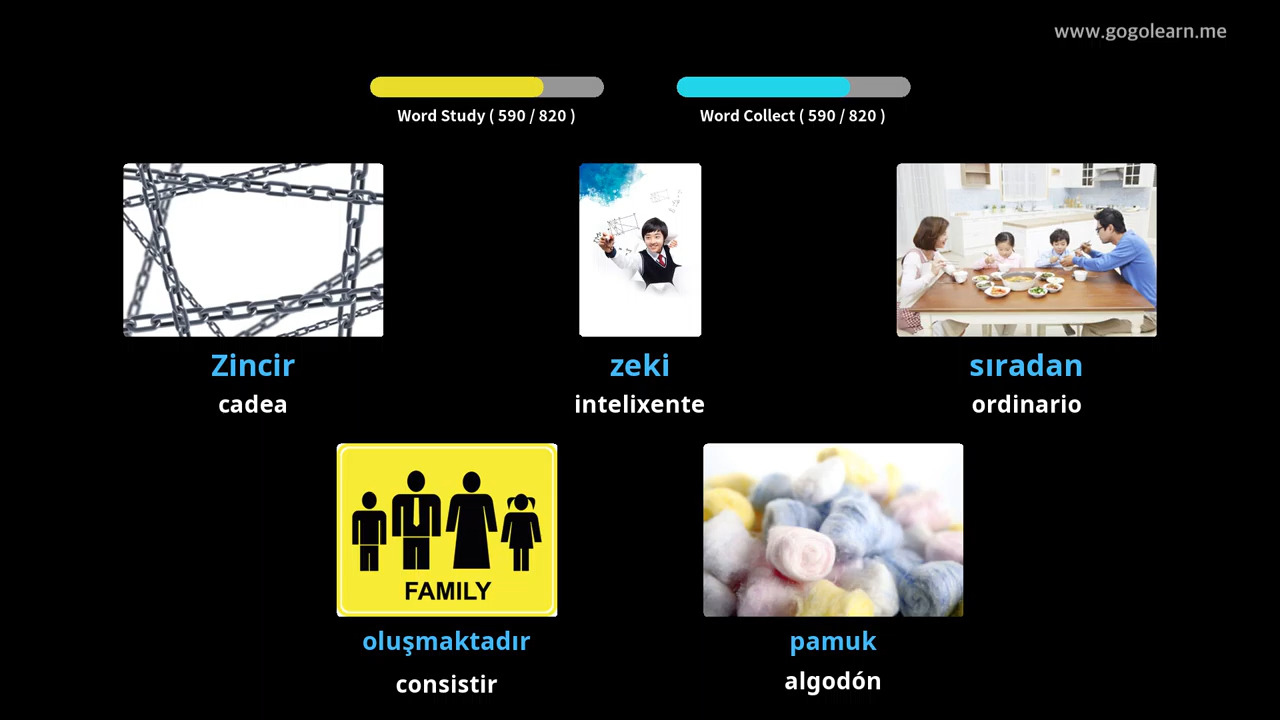 www.gogolearn.me
Word Study ( 590 / 820 )
Word Collect ( 590 / 820 )
Zincir
cadea
zeki
intelixente
sıradan
ordinario
FAMILY
oluşmaktadır
consistir
pamuk
algodón